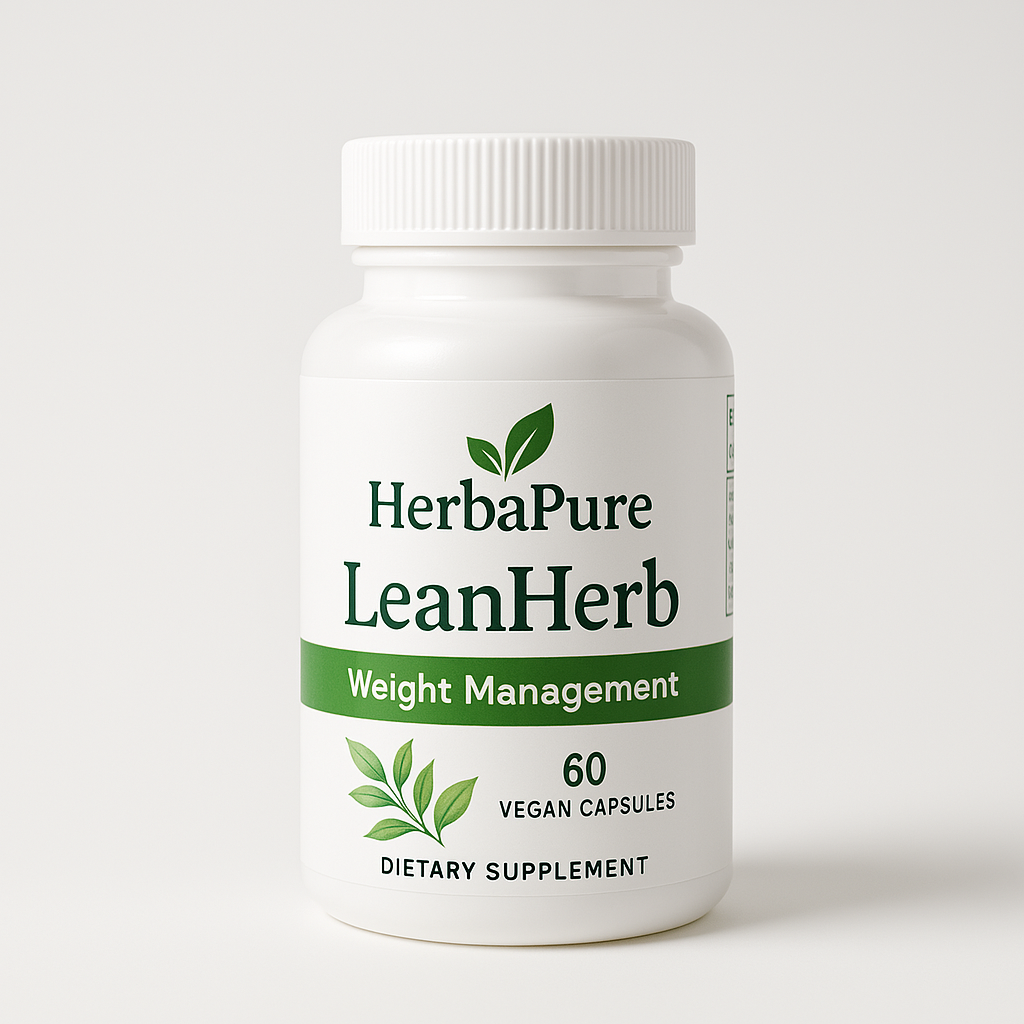 HerbaPure
LeanHerb
Weight Management
60
VEGAN CAPSULES
DIETARY SUPPLEMENT